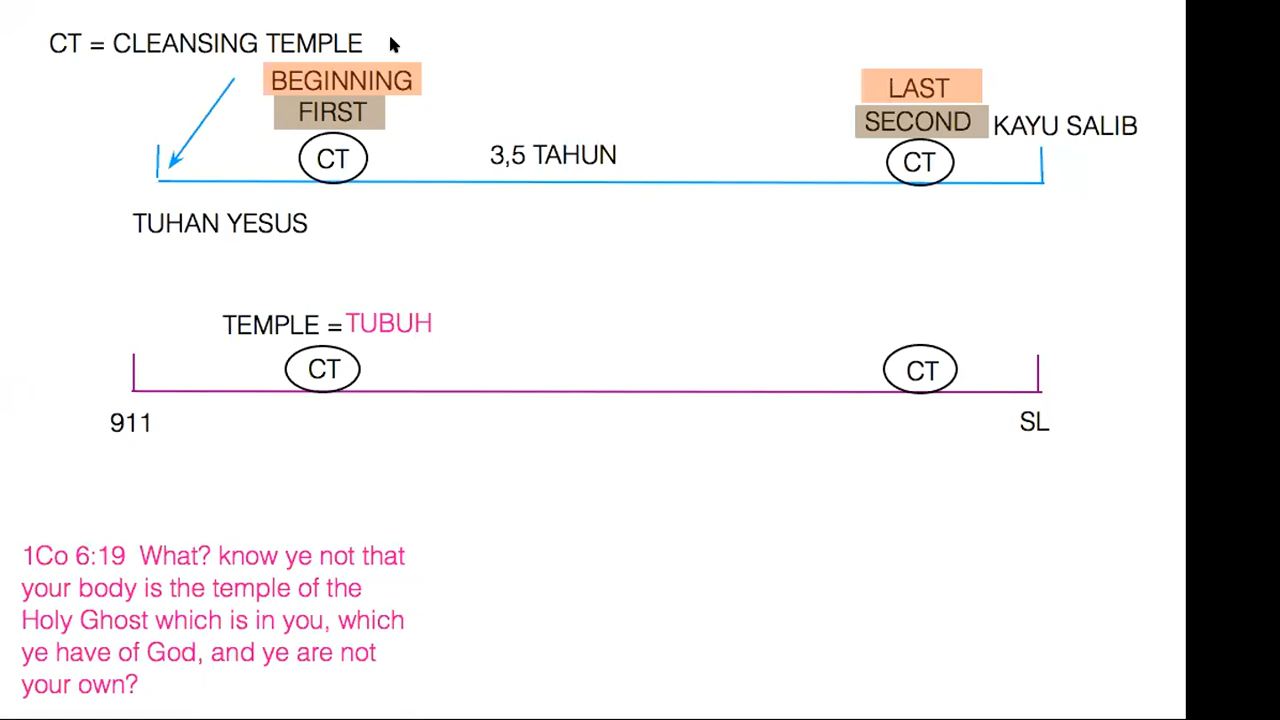 CT = CLEANSING TEMPLE
BEGINNING
FIRST
CT
3,5 TAHUN
LAST
SECOND
KAYU SALIB
CT
TUHAN YESUS
TEMPLE = TUBUH
CT
CT
911
SL
1Co 6:19 What? know ye not that
your body is the temple of the
Holy Ghost which is in you, which
ye have of God, and ye are not
your own?